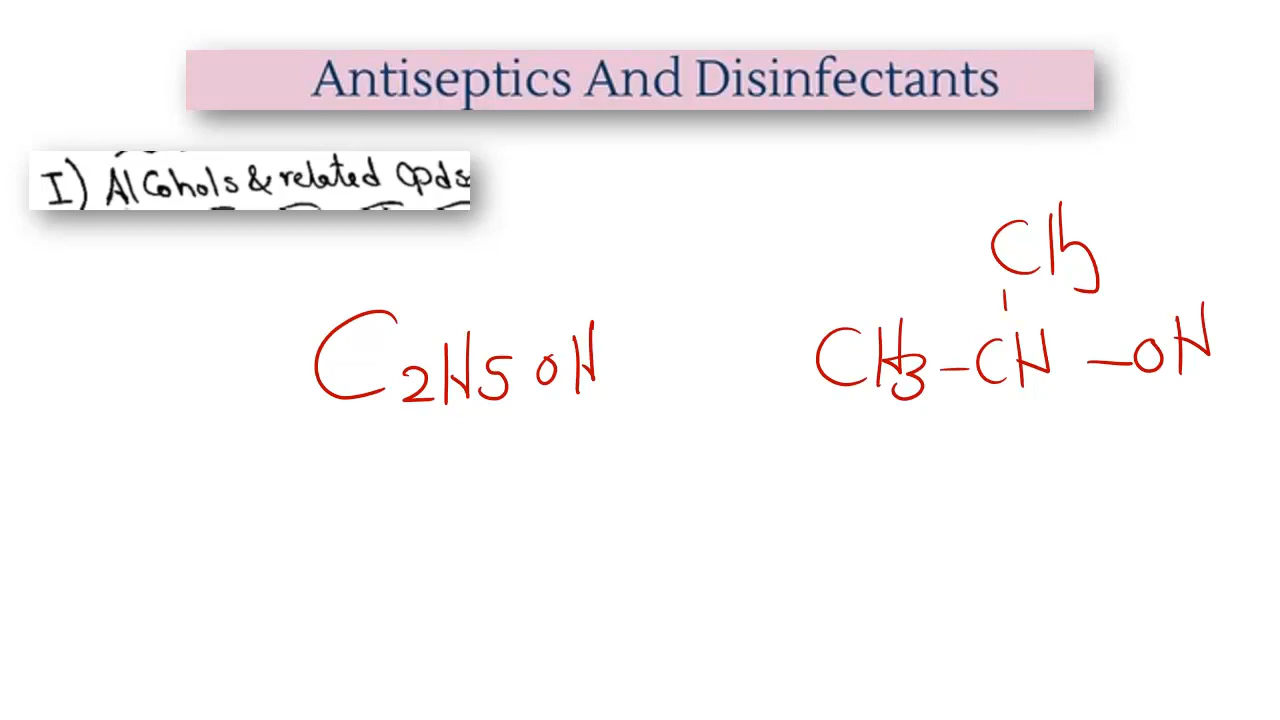 Antiseptics And Disinfectants
I) Alcohols & related cpds
CH3
C2H5OH CH3-CH-OH